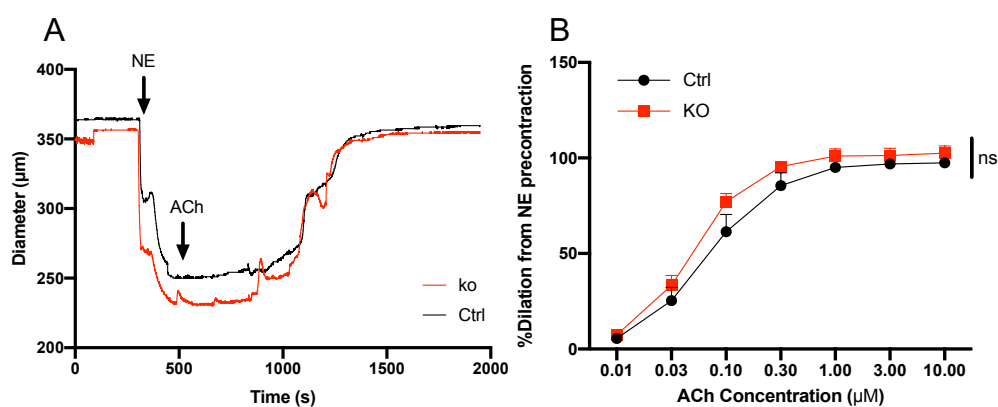 A
400
350
300
250
200
Diameter (μm)
NE
ACh
ko
Ctrl
0
500
1000
1500
2000
Time (s)
B
Ctrl
KO
150
100
50
0
%Dilation from NE precontraction
ns
0.01
0.03
0.10
0.30
1.00
3.00
10.00
ACh Concentration (μM)